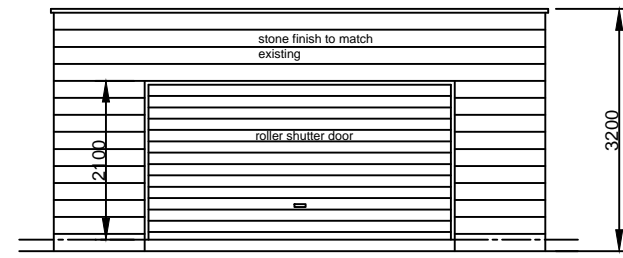 stone finish to match
existing
roller shutter door
2100
3200